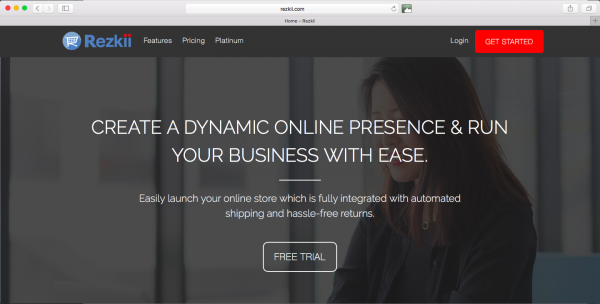 rezkii.com
Home – Rezkii
Rezkii
Features Pricing Platinum
Login GET STARTED
CREATE A DYNAMIC ONLINE PRESENCE & RUN
YOUR BUSINESS WITH EASE.
Easily launch your online store which is fully integrated with automated
shipping and hassle-free returns.
FREE TRIAL